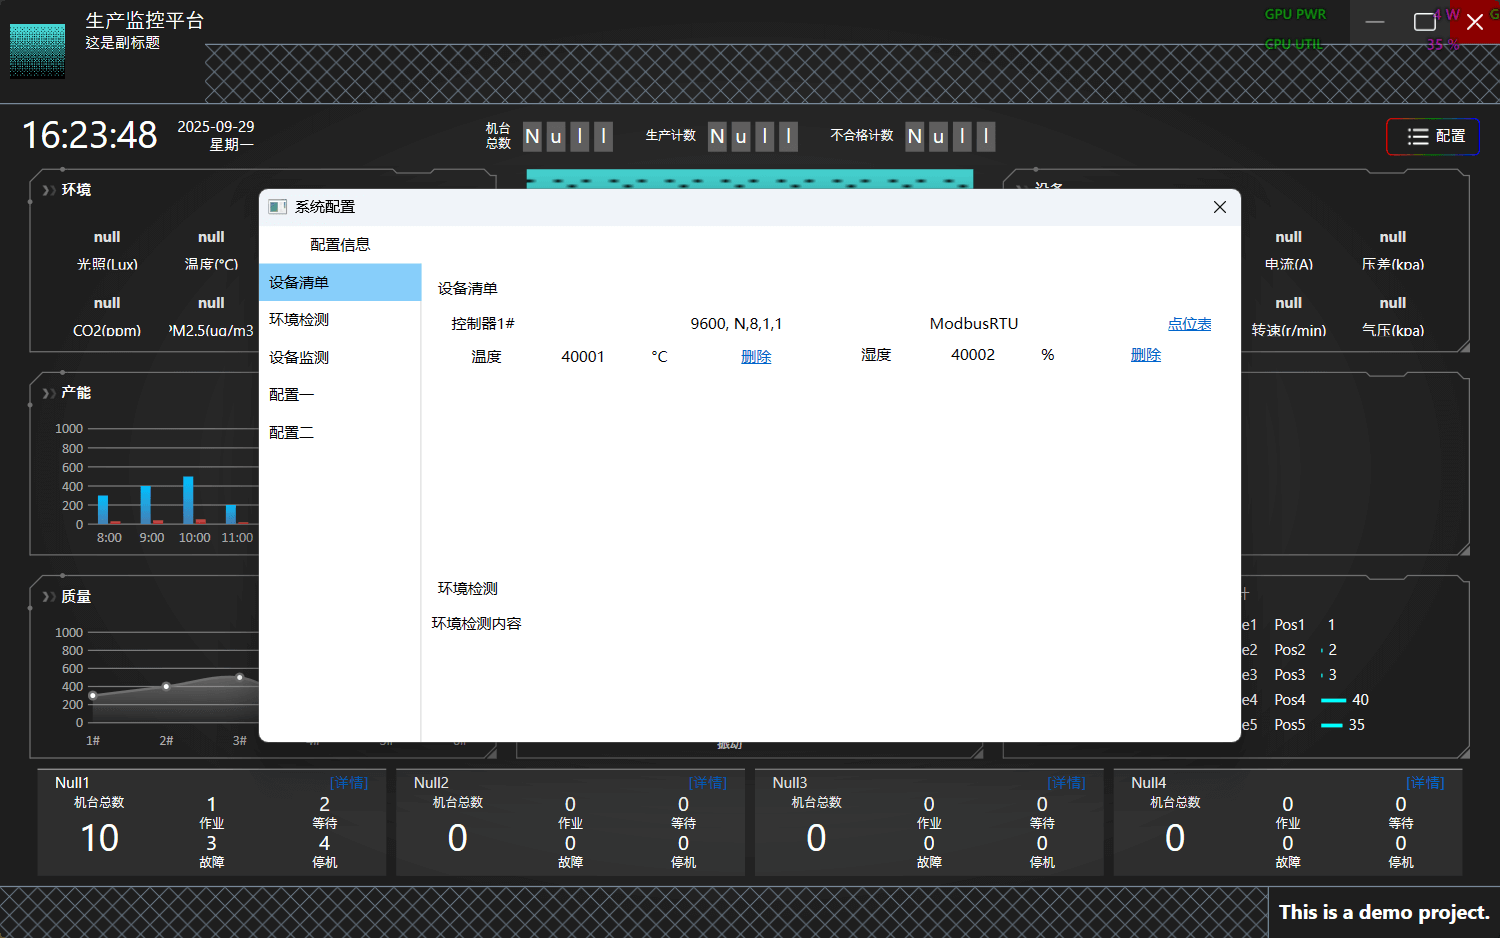 生产监控平台
这是副标题
GPU PWR 4 W G
GPU UTIL 35 %
16:23:48
2025-09-29
星期一
机台总数 Null
生产计数 Null
不合格计数 Null
配置
环境
null null
光照(Lux) 温度(°C)
null null
CO2(ppm) PM2.5(ug/m3
设备
null null
电流(A) 压差(kpa)
null null
转速(r/min) 气压(kpa)
系统配置
配置信息
设备清单
环境检测
设备监测
配置一
配置二
设备清单
控制器1# 9600, N,8,1,1 ModbusRTU 点位表
温度 40001 °C 删除 湿度 40002 % 删除
环境检测
环境检测内容
产能
1000
800
600
400
200
0
8:00 9:00 10:00 11:00
质量
1000
800
600
400
200
0
1# 2# 3#
振动
e1 Pos1 1
e2 Pos2 2
e3 Pos3 3
e4 Pos4 40
e5 Pos5 35
Null1 [详情]
机台总数 10
1 作业 2 等待
3 故障 4 停机
Null2 [详情]
机台总数 0
0 作业 0 等待
0 故障 0 停机
Null3 [详情]
机台总数 0
0 作业 0 等待
0 故障 0 停机
Null4 [详情]
机台总数 0
0 作业 0 等待
0 故障 0 停机
This is a demo project.